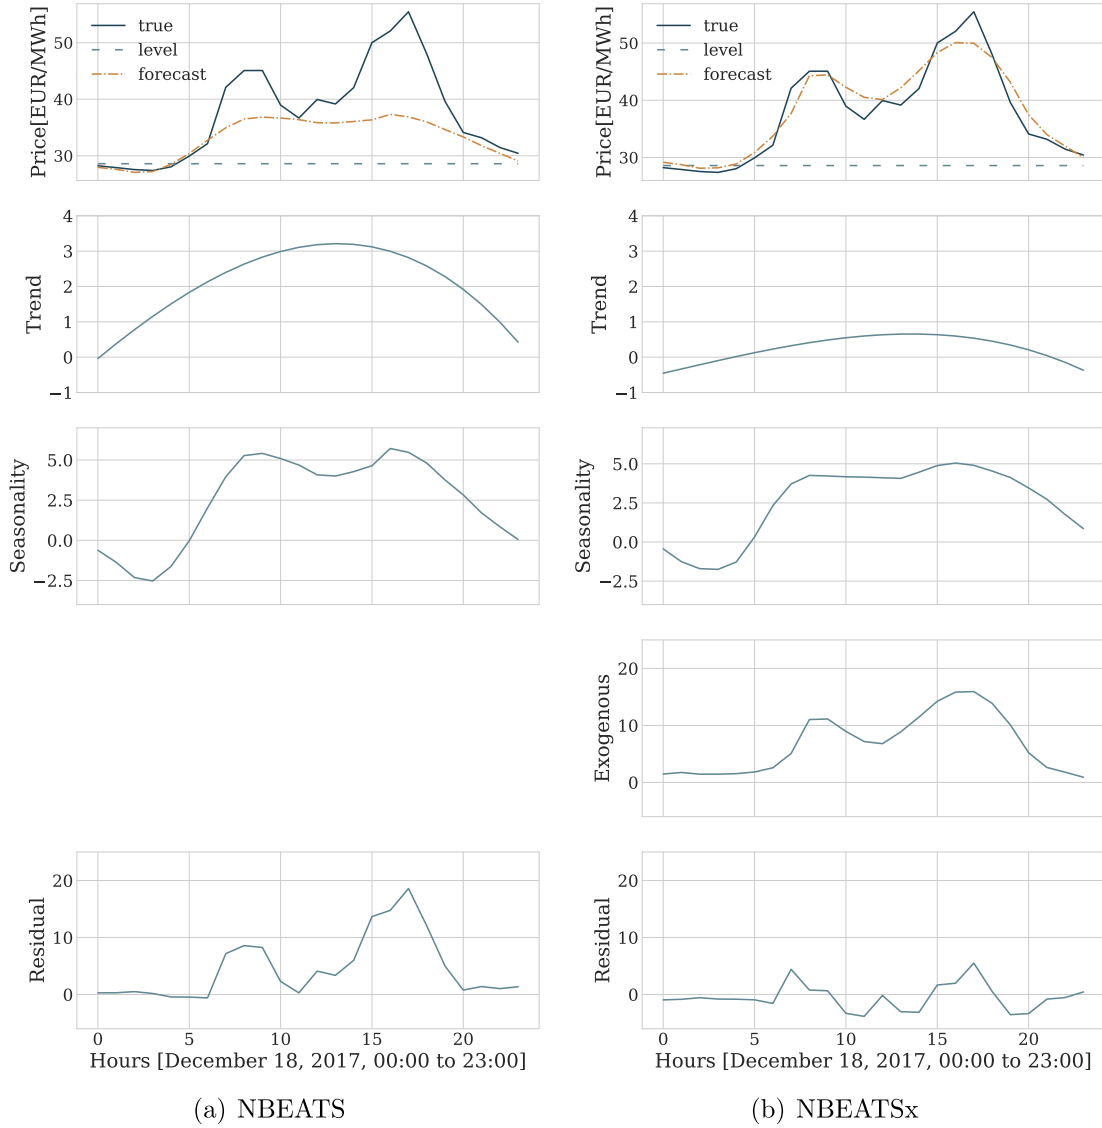 Price[EUR/MWh]
50
40
30
true
level
forecast
Trend
4
3
2
1
0
−1
Seasonality
5.0
2.5
0.0
−2.5
Residual
20
10
0
0 5 10 15 20
Hours [December 18, 2017, 00:00 to 23:00]
(a) NBEATS
Price[EUR/MWh]
50
40
30
true
level
forecast
Trend
4
3
2
1
0
−1
Seasonality
5.0
2.5
0.0
−2.5
Exogenous
20
10
0
Residual
20
10
0
0 5 10 15 20
Hours [December 18, 2017, 00:00 to 23:00]
(b) NBEATSx